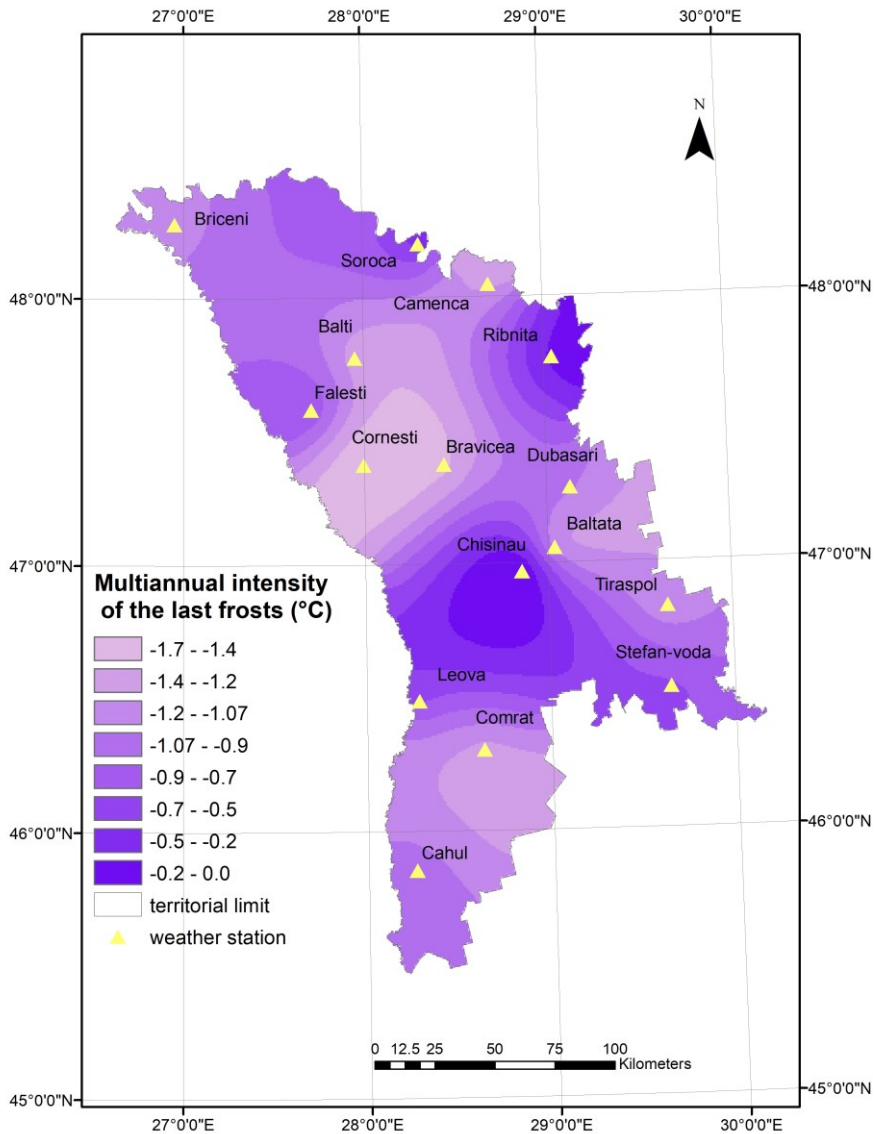 27°0'0"E 28°0'0"E 29°0'0"E 30°0'0"E
N
Briceni
Soroca
48°0'0"N 48°0'0"N
Camenca
Balti Ribnita
Falesti
Cornesti Bravicea
Dubasari
Baltata
Chisinau
47°0'0"N 47°0'0"N
Tiraspol
Stefan-voda
Leova
Comrat
46°0'0"N 46°0'0"N
Cahul
Multiannual intensity
of the last frosts (°C)
-1.7 - -1.4
-1.4 - -1.2
-1.2 - -1.07
-1.07 - -0.9
-0.9 - -0.7
-0.7 - -0.5
-0.5 - -0.2
-0.2 - 0.0
territorial limit
weather station
0 12.5 25 50 75 100
Kilometers
45°0'0"N 45°0'0"N
27°0'0"E 28°0'0"E 29°0'0"E 30°0'0"E